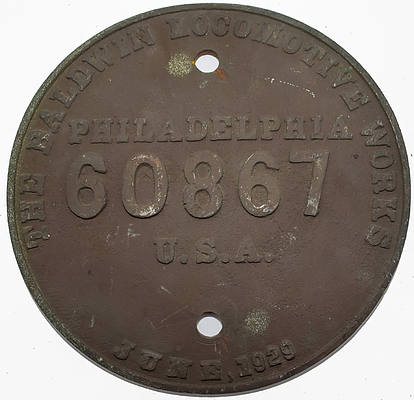 THE BALDWIN LOCOMOTIVE WORKS
PHILADELPHIA
60867
U.S.A.
JUNE, 1929